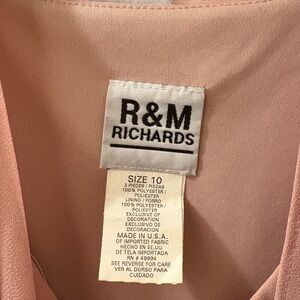 R&M
RICHARDS
SIZE 10
3 PIECES / PIEZAS
100% POLYESTER /
POLIESTER
LINING / FORRO
100% POLYESTER /
POLIESTER
EXCLUSIVE OF
DECORATION
EXCLUSIVO DE
DECORACION
MADE IN U.S.A.
OF IMPORTED FABRIC
HECHO EN EE.UU.
DE TELA IMPORTADA
RN # 49994
SEE REVERSE FOR CARE
VER AL DORSO PARA
CUIDADO